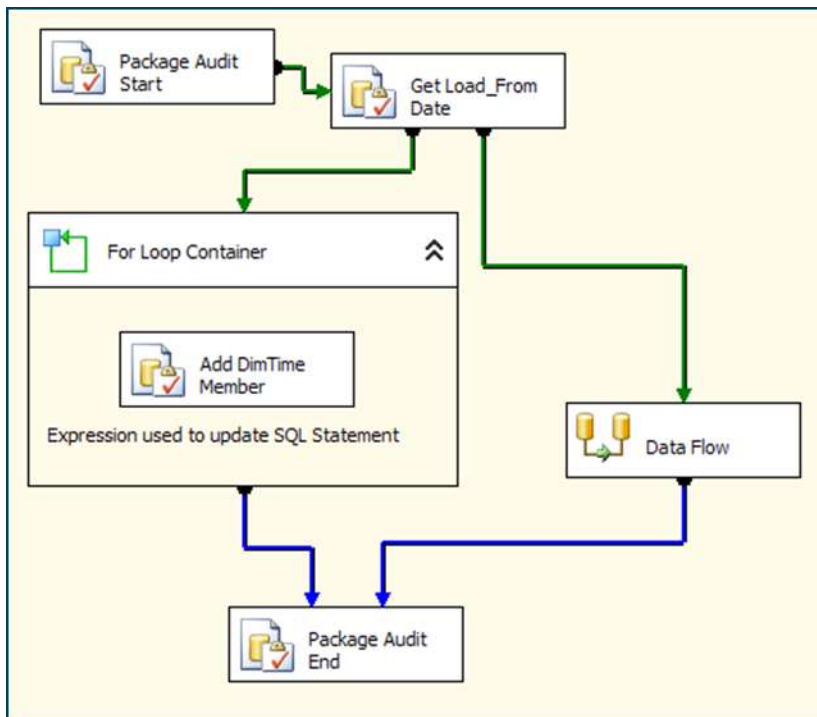 Package Audit
Start
Get Load_From
Date
For Loop Container
Add DimTime
Member
Expression used to update SQL Statement
Data Flow
Package Audit
End